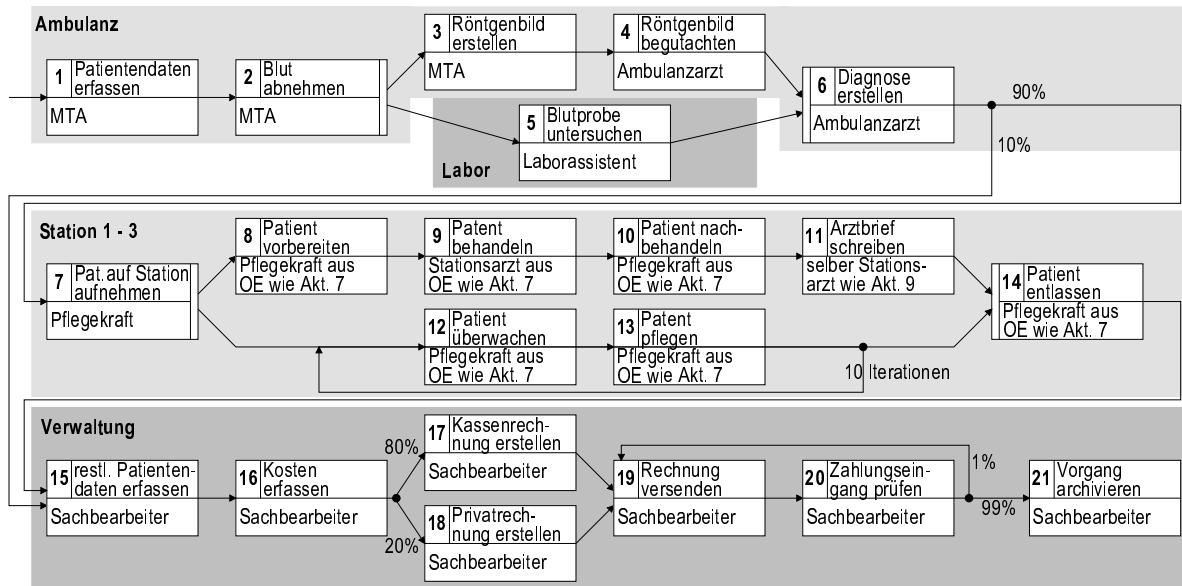 Ambulanz
1 Patientendaten
erfassen
MTA
2 Blut
abnehmen
MTA
3 Röntgenbild
erstellen
MTA
4 Röntgenbild
begutachten
Ambulanzarzt
5 Blutprobe
untersuchen
Laborassistent
Labor
6 Diagnose
erstellen
Ambulanzarzt
90%
10%
Station 1 - 3
7 Pat. auf Station
aufnehmen
Pflegekraft
8 Patient
vorbereiten
Pflegekraft aus
OE wie Akt. 7
9 Patent
behandeln
Stationsarzt aus
OE wie Akt. 7
10 Patient nach-
behandeln
Pflegekraft aus
OE wie Akt. 7
11 Arztbrief
schreiben
selber Stations-
arzt wie Akt. 9
12 Patient
überwachen
Pflegekraft aus
OE wie Akt. 7
13 Patent
pflegen
Pflegekraft aus
OE wie Akt. 7
10 Iterationen
14 Patient
entlassen
Pflegekraft aus
OE wie Akt. 7
Verwaltung
15 restl. Patienten-
daten erfassen
Sachbearbeiter
16 Kosten
erfassen
Sachbearbeiter
80%
20%
17 Kassenrech-
nung erstellen
Sachbearbeiter
18 Privatrech-
nung erstellen
Sachbearbeiter
19 Rechnung
versenden
Sachbearbeiter
20 Zahlungsein-
gang prüfen
Sachbearbeiter
1%
99%
21 Vorgang
archivieren
Sachbearbeiter